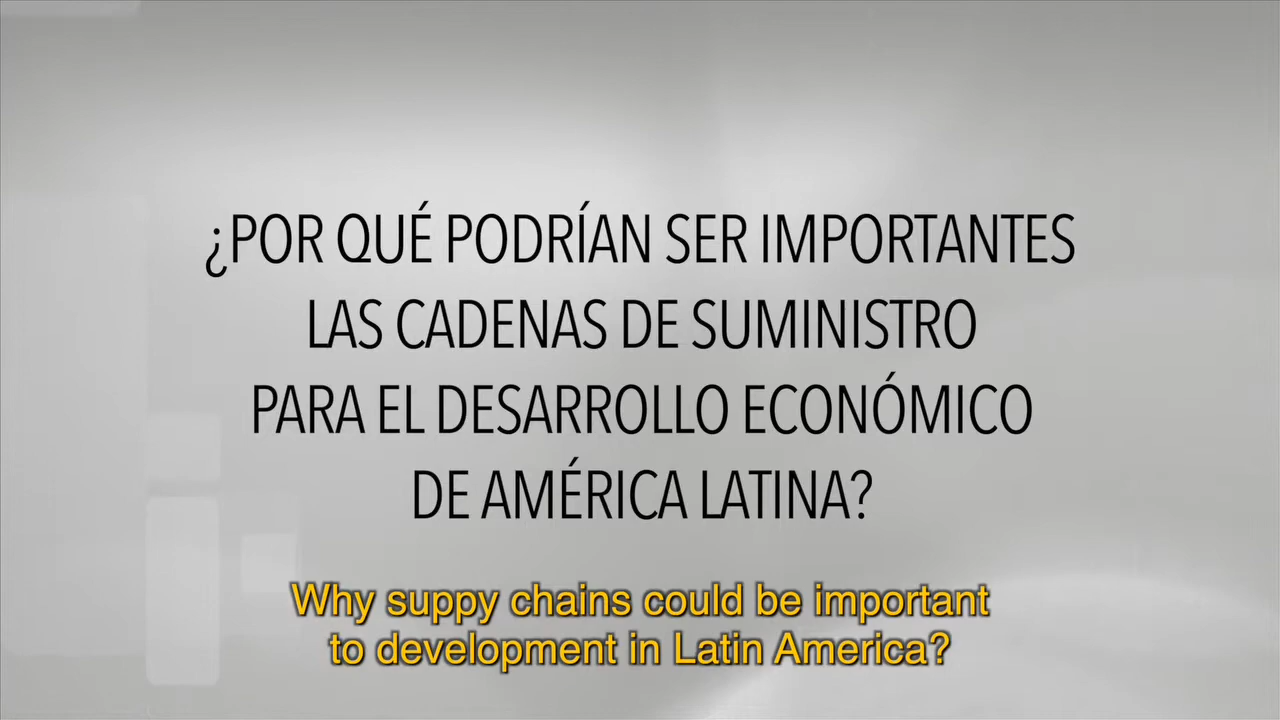 ¿POR QUÉ PODRÍAN SER IMPORTANTES
LAS CADENAS DE SUMINISTRO
PARA EL DESARROLLO ECONÓMICO
DE AMÉRICA LATINA?
Why suppy chains could be important
to development in Latin America?